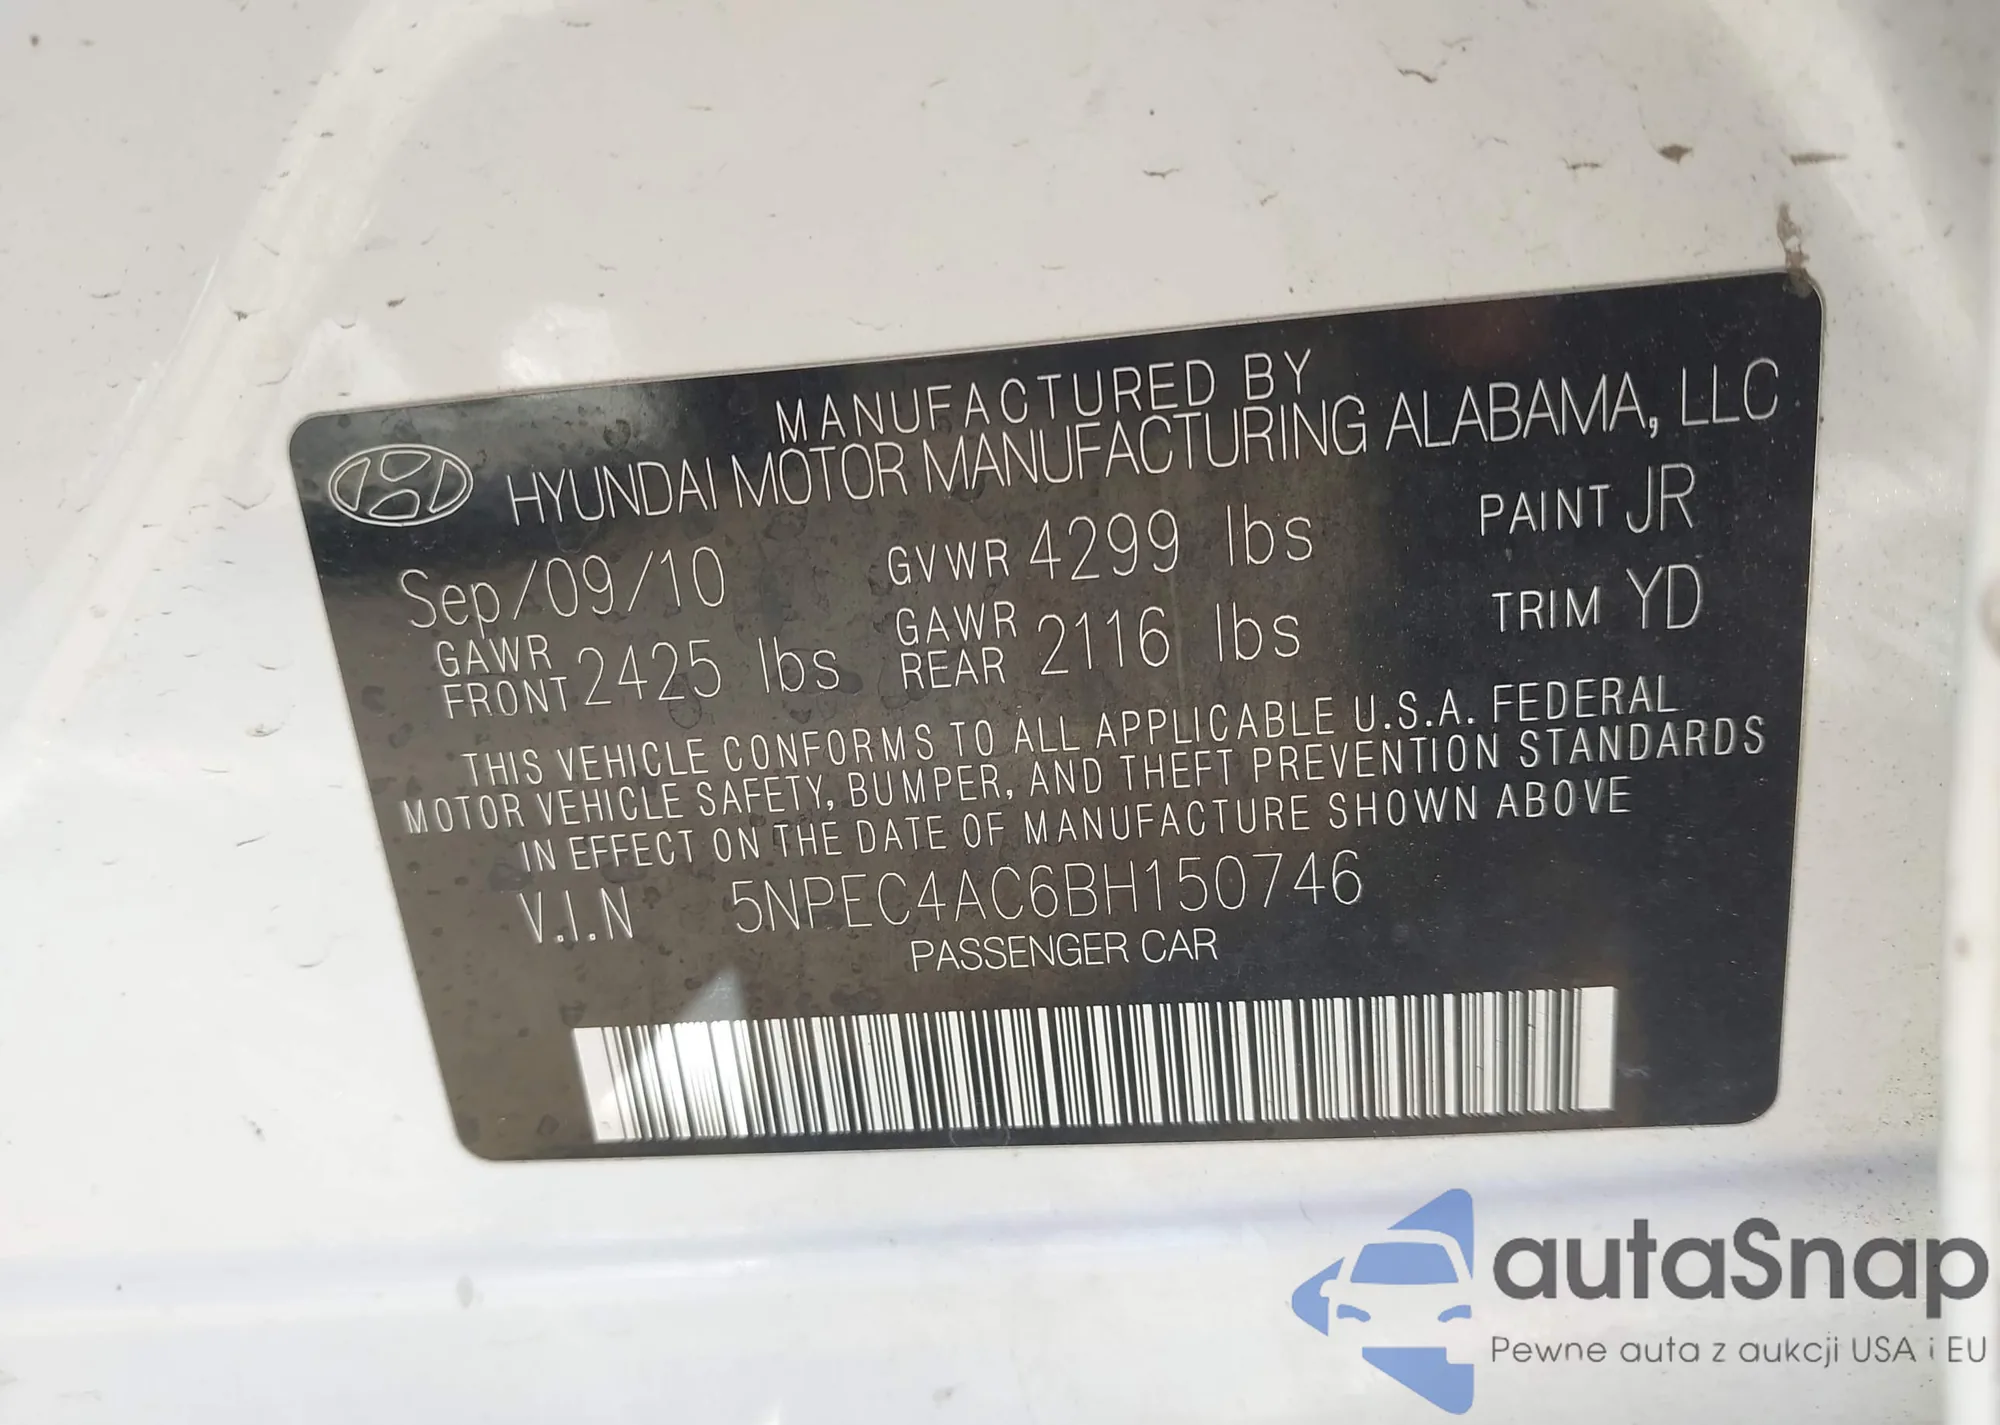 MANUFACTURED BY
HYUNDAI MOTOR MANUFACTURING ALABAMA, LLC
Sep/09/10 GVWR 4299 lbs PAINT JR
GAWR FRONT 2425 lbs GAWR REAR 2116 lbs TRIM YD
THIS VEHICLE CONFORMS TO ALL APPLICABLE U.S.A. FEDERAL
MOTOR VEHICLE SAFETY, BUMPER, AND THEFT PREVENTION STANDARDS
IN EFFECT ON THE DATE OF MANUFACTURE SHOWN ABOVE
V.I.N 5NPEC4AC6BH150746
PASSENGER CAR
autaSnap
Pewne auta z aukcji USA i EU